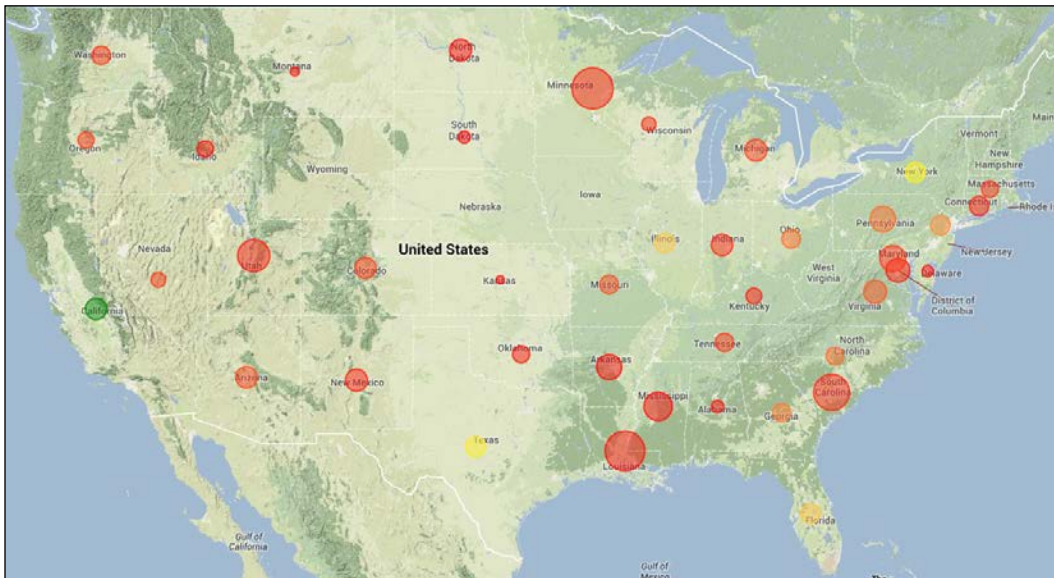 Washington
Montana
North
Dakota
Minnesota
Vermont
Main
New
Hampshire
Oregon
Idaho
South
Dakota
Wisconsin
Michigan
New York
Massachusetts
Wyoming
Iowa
Connecticut
Rhode Is
Nebraska
Pennsylvania
Nevada
Utah
United States
Illinois
Indiana
Ohio
Maryland
New Jersey
Colorado
Kansas
Missouri
West
Virginia
Delaware
California
Kentucky
Virginia
District of
Columbia
Oklahoma
Tennessee
North
Carolina
Arizona
New Mexico
Arkansas
South
Carolina
Mississippi
Alabama
Georgia
Texas
Louisiana
Florida
Gulf of
California
Gulf of
Mexico